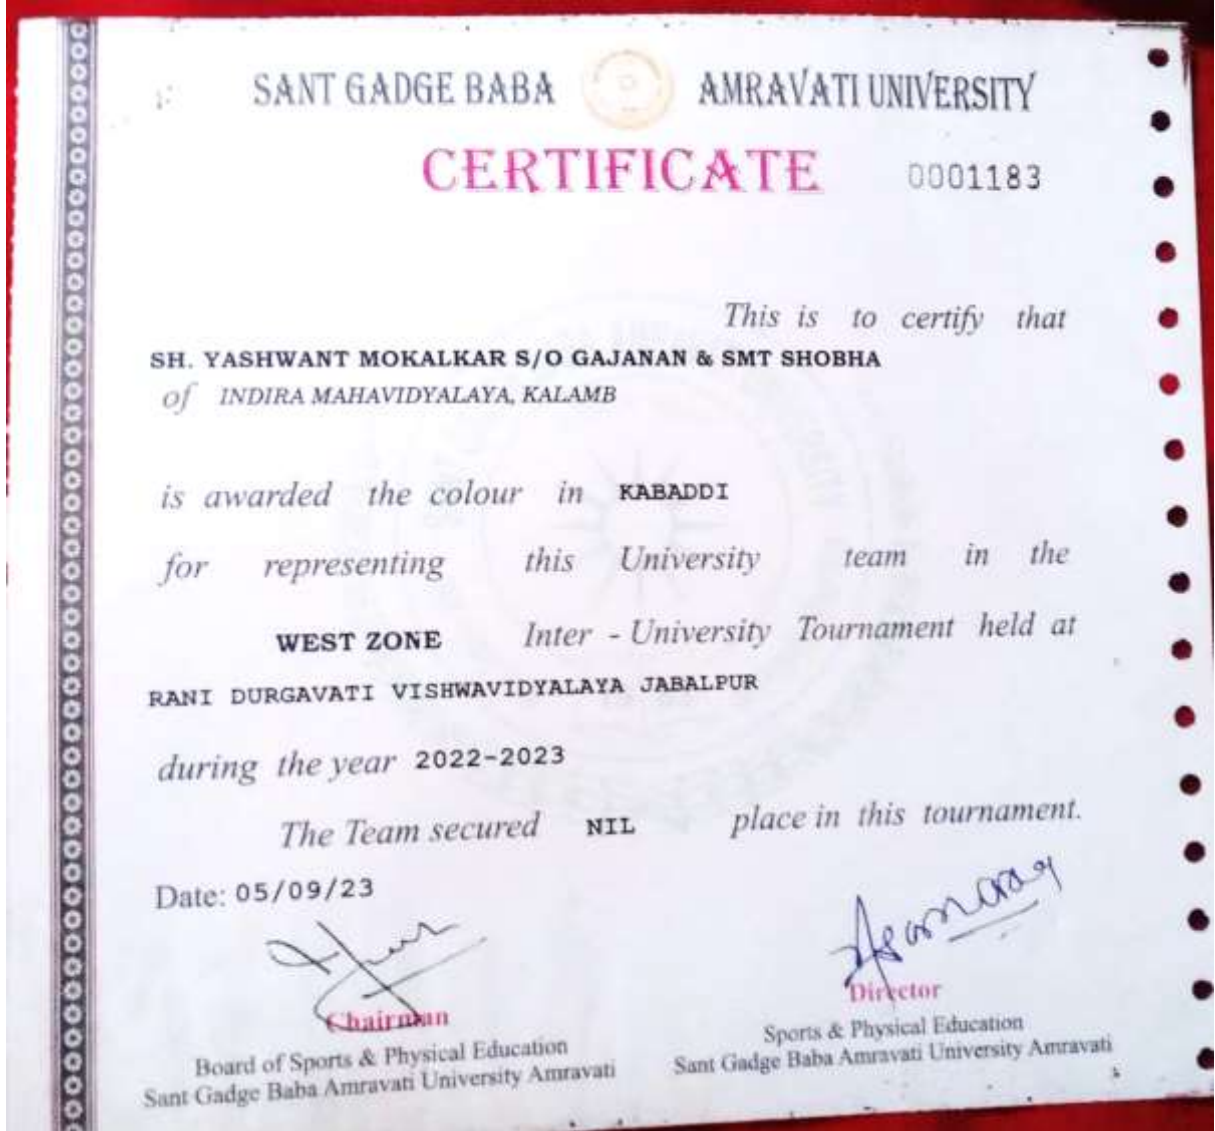 SANT GADGE BABA AMRAVATI UNIVERSITY
CERTIFICATE 0001183
This is to certify that
SH. YASHWANT MOKALKAR S/O GAJANAN & SMT SHOBHA
of INDIRA MAHAVIDYALAYA, KALAMB
is awarded the colour in KABADDI
for representing this University team in the
WEST ZONE Inter - University Tournament held at
RANI DURGAVATI VISHWAVIDYALAYA JABALPUR
during the year 2022-2023
The Team secured NIL place in this tournament.
Date: 05/09/23
Chairman
Board of Sports & Physical Education
Sant Gadge Baba Amravati University Amravati
Director
Sports & Physical Education
Sant Gadge Baba Amravati University Amravati